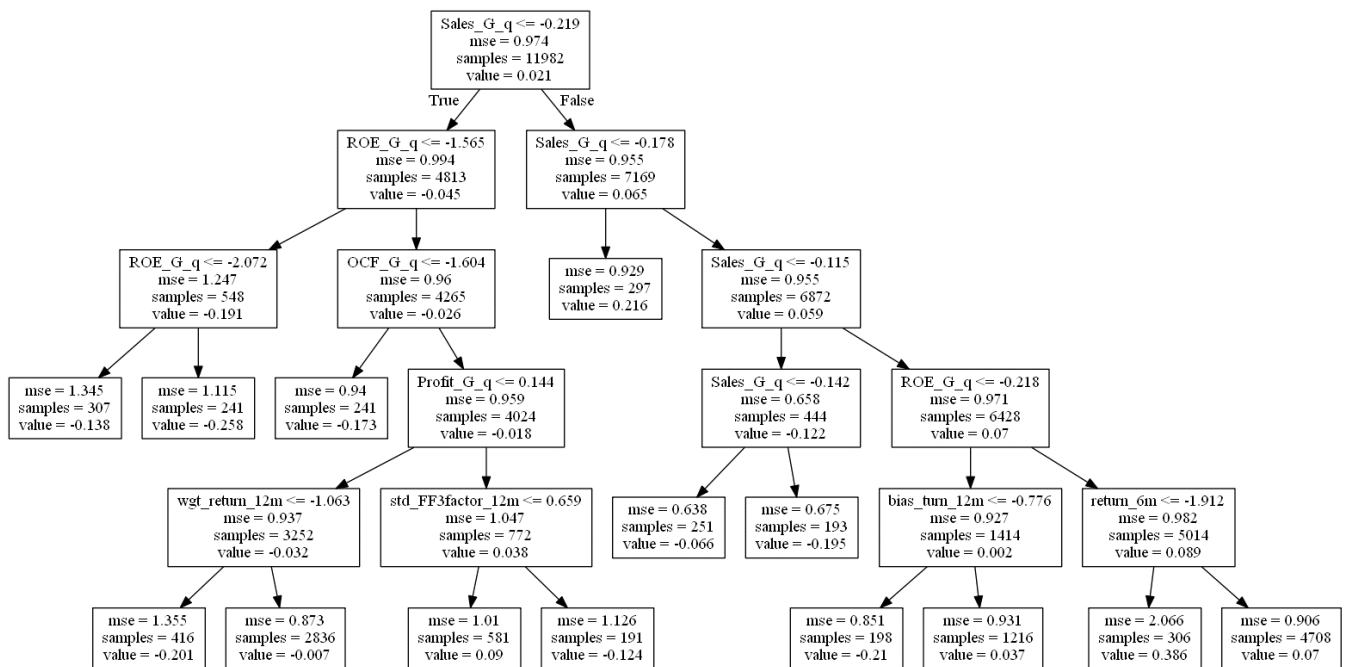 Sales_G_q <= -0.219
mse = 0.974
samples = 11982
value = 0.021
True
False
ROE_G_q <= -1.565
mse = 0.994
samples = 4813
value = -0.045
Sales_G_q <= -0.178
mse = 0.955
samples = 7169
value = 0.065
ROE_G_q <= -2.072
mse = 1.247
samples = 548
value = -0.191
OCF_G_q <= -1.604
mse = 0.96
samples = 4265
value = -0.026
mse = 0.929
samples = 297
value = 0.216
Sales_G_q <= -0.115
mse = 0.955
samples = 6872
value = 0.059
mse = 1.345
samples = 307
value = -0.138
mse = 1.115
samples = 241
value = -0.258
mse = 0.94
samples = 241
value = -0.173
Profit_G_q <= 0.144
mse = 0.959
samples = 4024
value = -0.018
Sales_G_q <= -0.142
mse = 0.658
samples = 444
value = -0.122
ROE_G_q <= -0.218
mse = 0.971
samples = 6428
value = 0.07
wgt_return_12m <= -1.063
mse = 0.937
samples = 3252
value = -0.032
std_FF3factor_12m <= 0.659
mse = 1.047
samples = 772
value = 0.038
mse = 0.638
samples = 251
value = -0.066
mse = 0.675
samples = 193
value = -0.195
bias_turn_12m <= -0.776
mse = 0.927
samples = 1414
value = 0.002
return_6m <= -1.912
mse = 0.982
samples = 5014
value = 0.089
mse = 1.355
samples = 416
value = -0.201
mse = 0.873
samples = 2836
value = -0.007
mse = 1.01
samples = 581
value = 0.09
mse = 1.126
samples = 191
value = -0.124
mse = 0.851
samples = 198
value = -0.21
mse = 0.931
samples = 1216
value = 0.037
mse = 2.066
samples = 306
value = 0.386
mse = 0.906
samples = 4708
value = 0.07